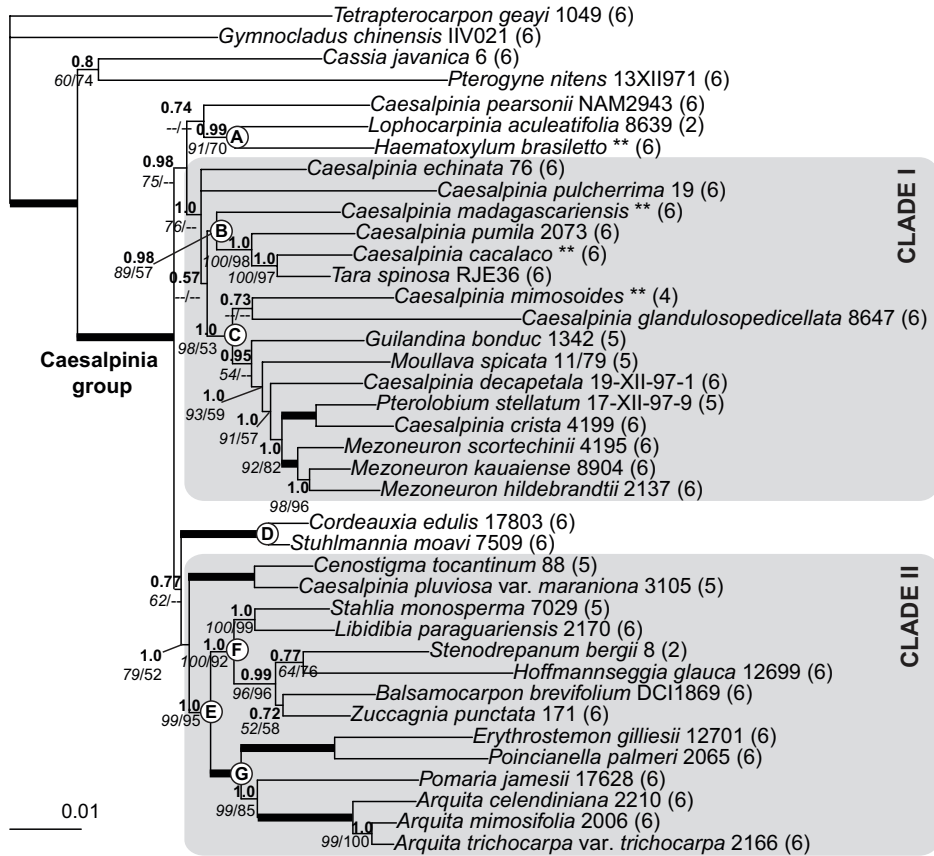 Tetrapterocarpon geayi 1049 (6)
Gymnocladus chinensis IIV021 (6)
Cassia javanica 6 (6)
0.8
60/74
Pterogyne nitens 13XII971 (6)
Caesalpinia pearsonii NAM2943 (6)
0.74
--/--
Lophocarpinia aculeatifolia 8639 (2)
0.99
91/70
A
Haematoxylum brasiletto ** (6)
0.98
75/--
CLADE I
Caesalpinia echinata 76 (6)
Caesalpinia pulcherrima 19 (6)
1.0
76/--
Caesalpinia madagascariensis ** (6)
B
0.98
89/57
Caesalpinia pumila 2073 (6)
1.0
100/98
Caesalpinia cacalaco ** (6)
1.0
100/97
Tara spinosa RJE36 (6)
0.57
--/--
Caesalpinia mimosoides ** (4)
0.73
--/--
Caesalpinia glandulosopedicellata 8647 (6)
1.0
98/53
C
Guilandina bonduc 1342 (5)
0.95
54/--
Moullava spicata 11/79 (5)
1.0
93/59
Caesalpinia decapetala 19-XII-97-1 (6)
1.0
91/57
Pterolobium stellatum 17-XII-97-9 (5)
Caesalpinia crista 4199 (6)
1.0
92/82
Mezoneuron scortechinii 4195 (6)
Mezoneuron kauaiense 8904 (6)
1.0
98/96
Mezoneuron hildebrandtii 2137 (6)
Caesalpinia
group
Cordeauxia edulis 17803 (6)
D
Stuhlmannia moavi 7509 (6)
0.77
62/--
CLADE II
Cenostigma tocantinum 88 (5)
Caesalpinia pluviosa var. maraniona 3105 (5)
1.0
79/52
Stahlia monosperma 7029 (5)
1.0
100/99
Libidibia paraguariensis 2170 (6)
1.0
100/92
F
Stenodrepanum bergii 8 (2)
0.77
64/76
Hoffmannseggia glauca 12699 (6)
0.99
96/96
Balsamocarpon brevifolium DCI1869 (6)
0.72
52/58
Zuccagnia punctata 171 (6)
1.0
99/95
E
Erythrostemon gilliesii 12701 (6)
Poincianella palmeri 2065 (6)
G
Pomaria jamesii 17628 (6)
1.0
99/85
Arquita celendiniana 2210 (6)
Arquita mimosifolia 2006 (6)
1.0
99/100
Arquita trichocarpa var. trichocarpa 2166 (6)
0.01